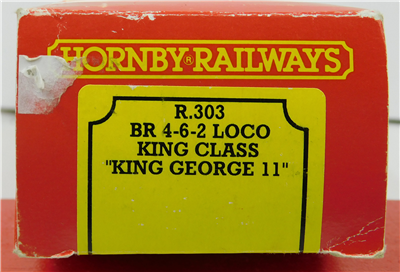 HORNBY® RAILWAYS
R.303
BR 4-6-2 LOCO
KING CLASS
"KING GEORGE 11"